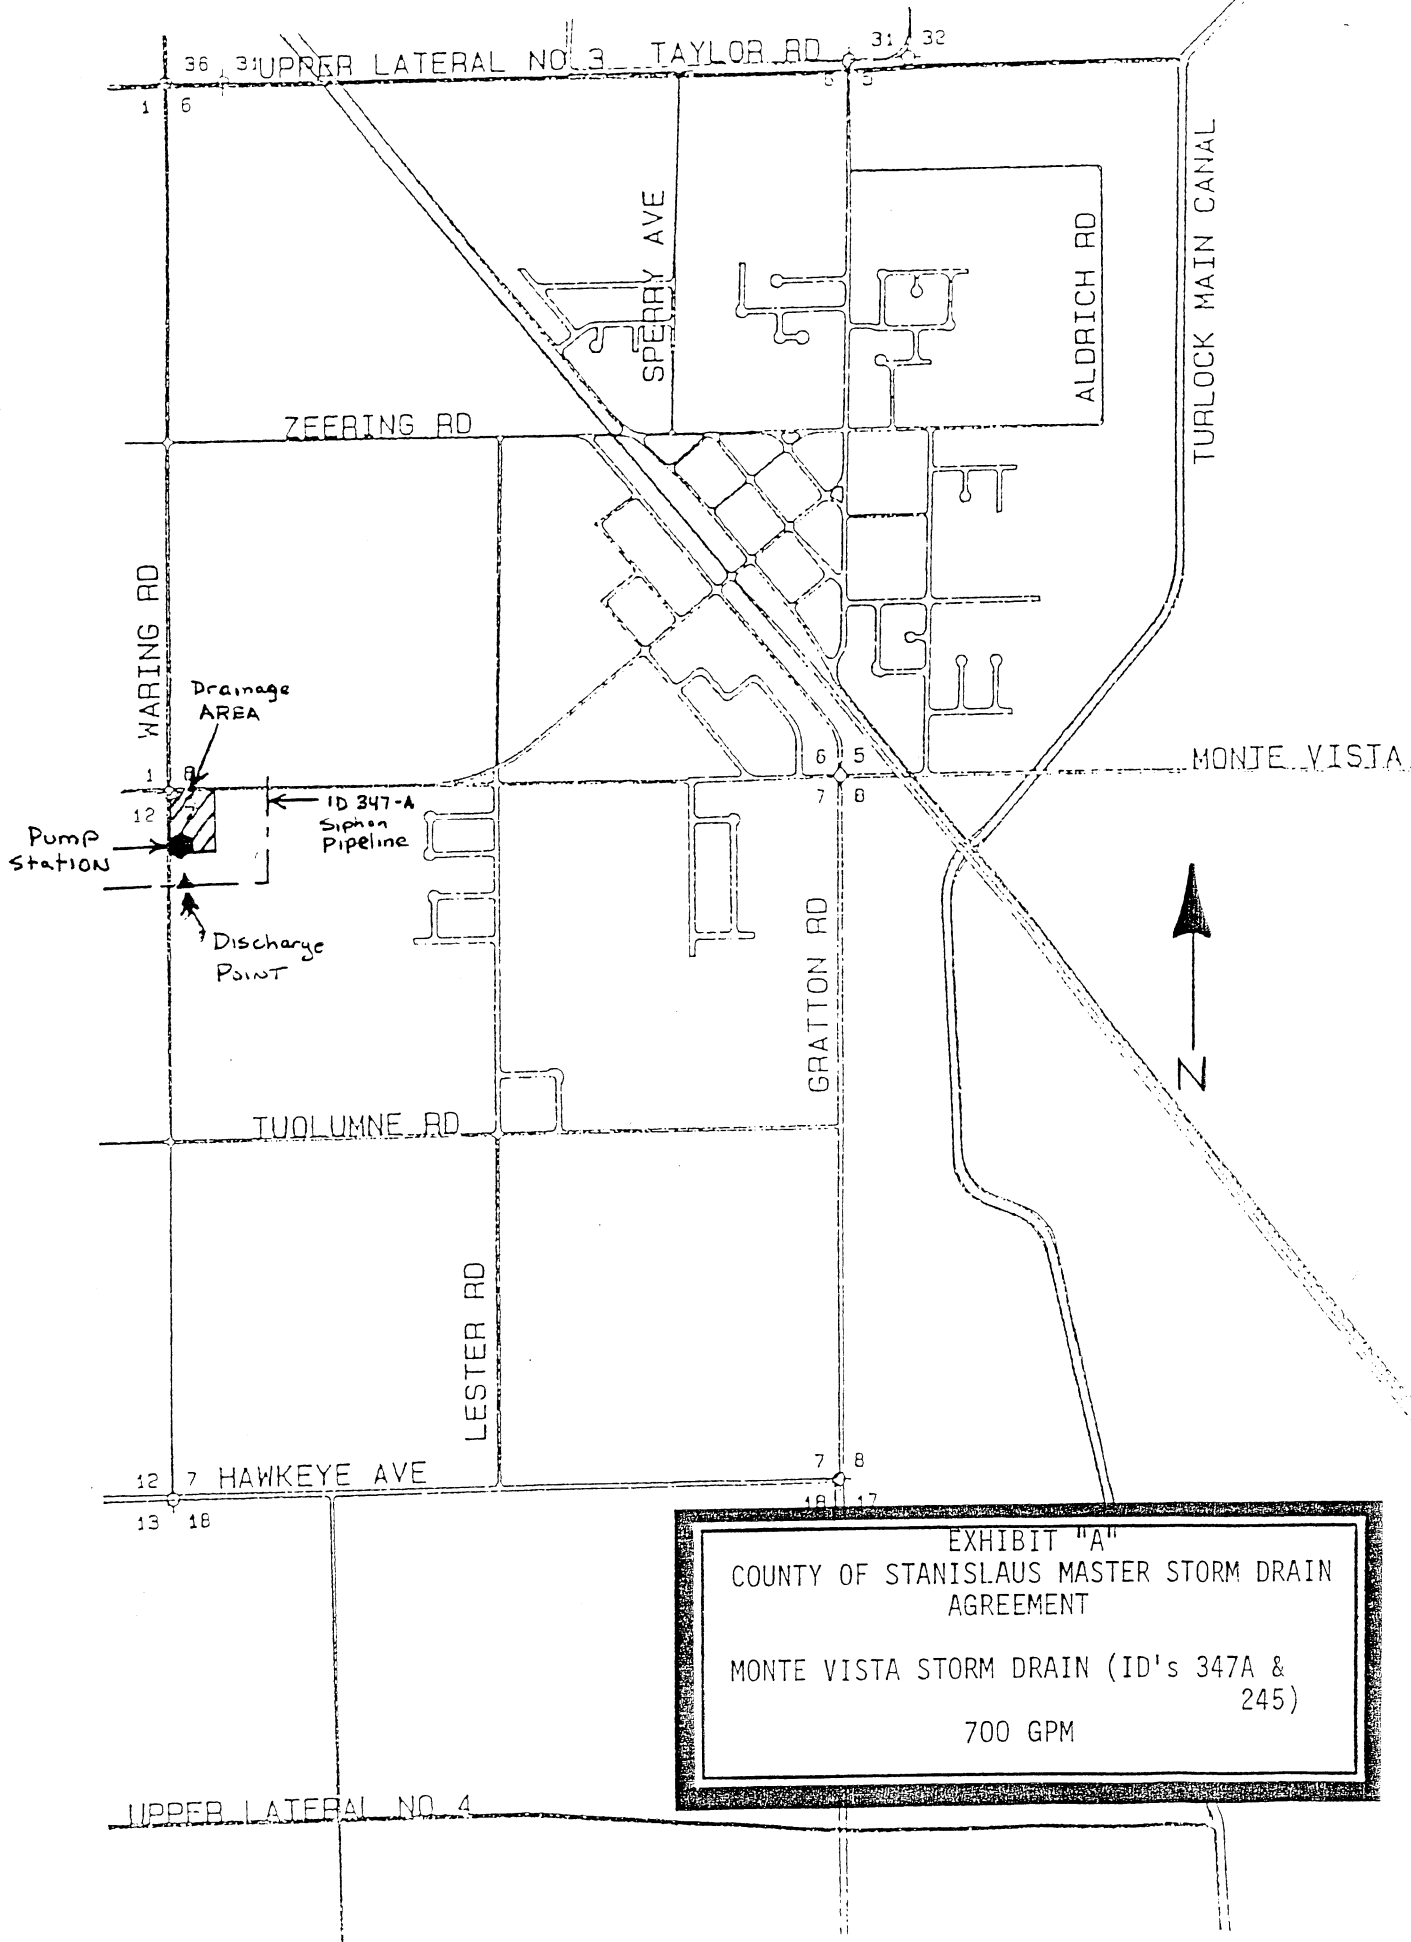 36 31 UPPER LATERAL NO 3 TAYLOR RD 31 32
1 6
SPERRY AVE
ALDRICH RD
TURLOCK MAIN CANAL
ZEERING RD
WARING RD
Drainage
AREA
6 5
MONTE VISTA
1
12
7 8
ID 347-A
Siphon
Pipeline
Pump
Station
Discharge
Point
GRATTON RD
N
TUOLUMNE RD
LESTER RD
12 7 HAWKEYE AVE
7 8
13 18
18 17
EXHIBIT "A"
COUNTY OF STANISLAUS MASTER STORM DRAIN
AGREEMENT
MONTE VISTA STORM DRAIN (ID's 347A &
245)
700 GPM
UPPER LATERAL NO 4